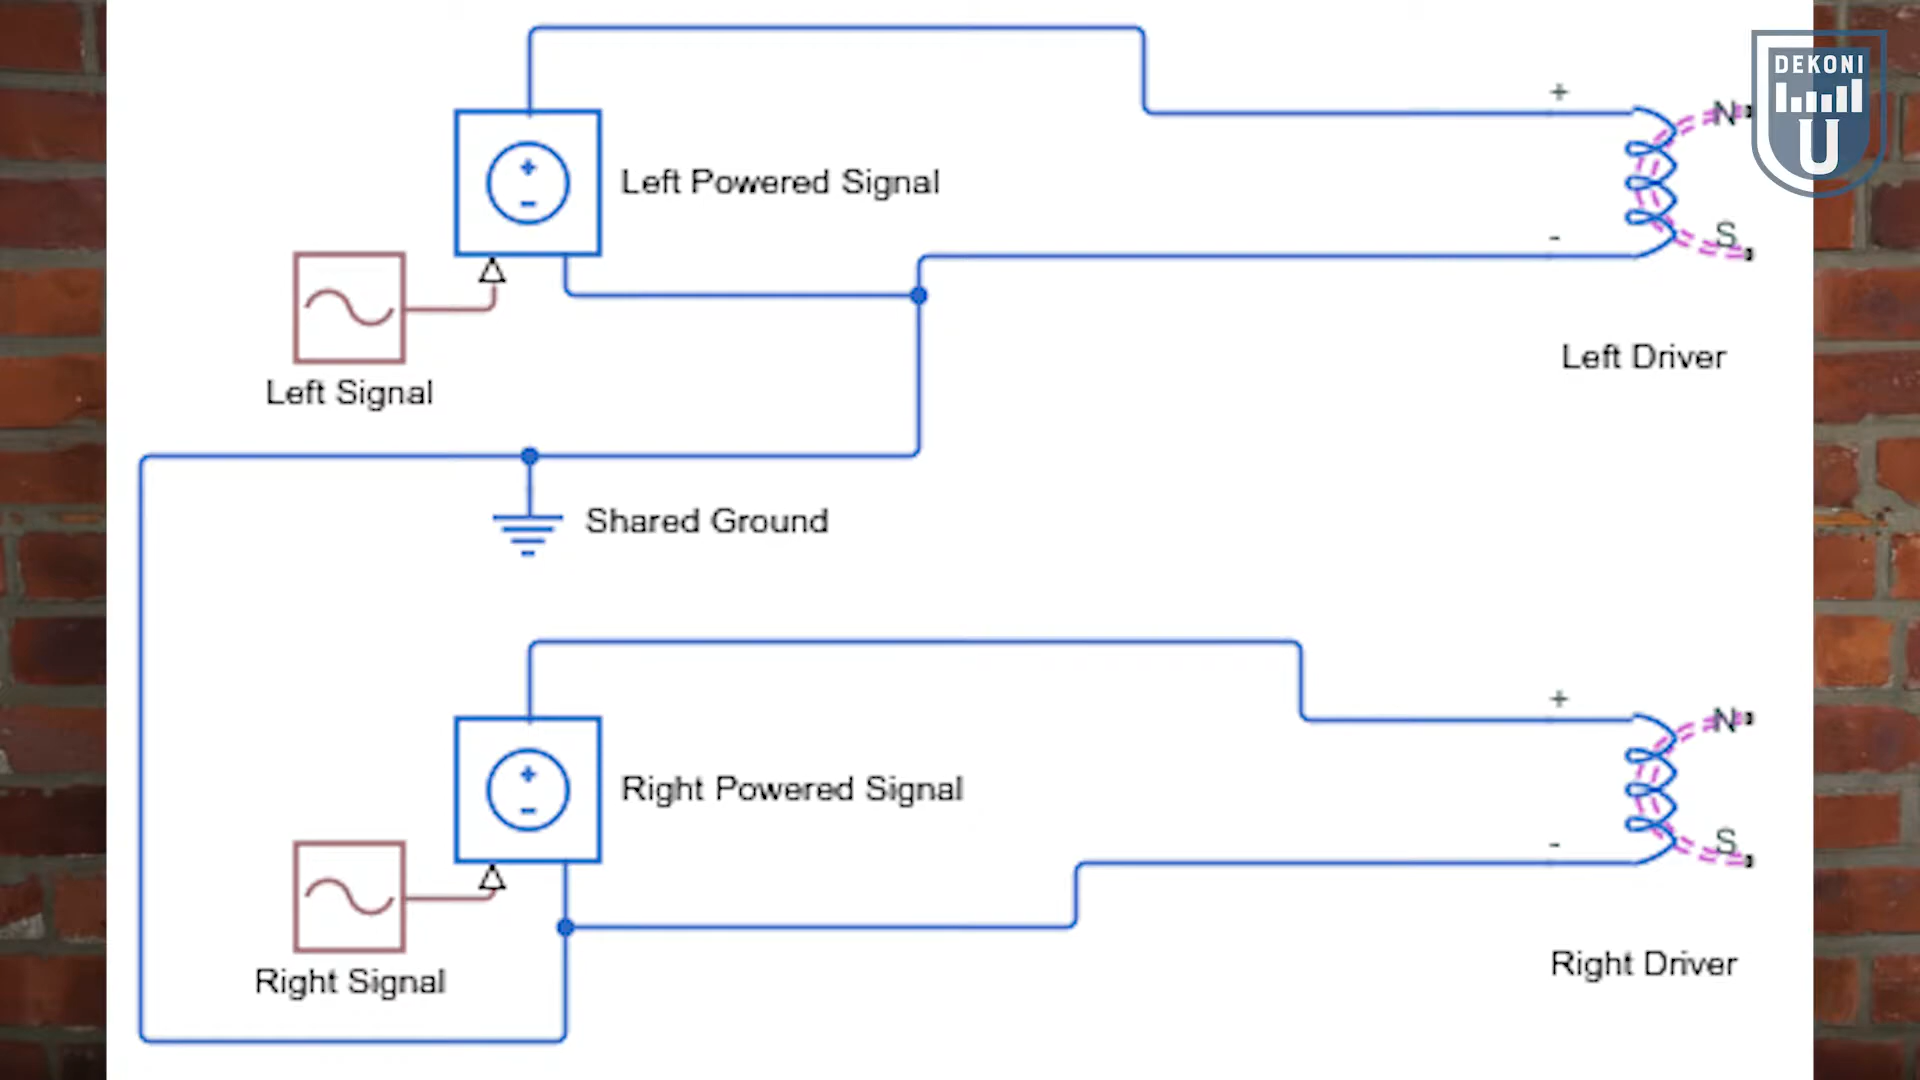 DEKONI
U
+
N
+
-
Left Powered Signal
S
-
Left Driver
Left Signal
Shared Ground
+
N
+
-
Right Powered Signal
S
-
Right Driver
Right Signal